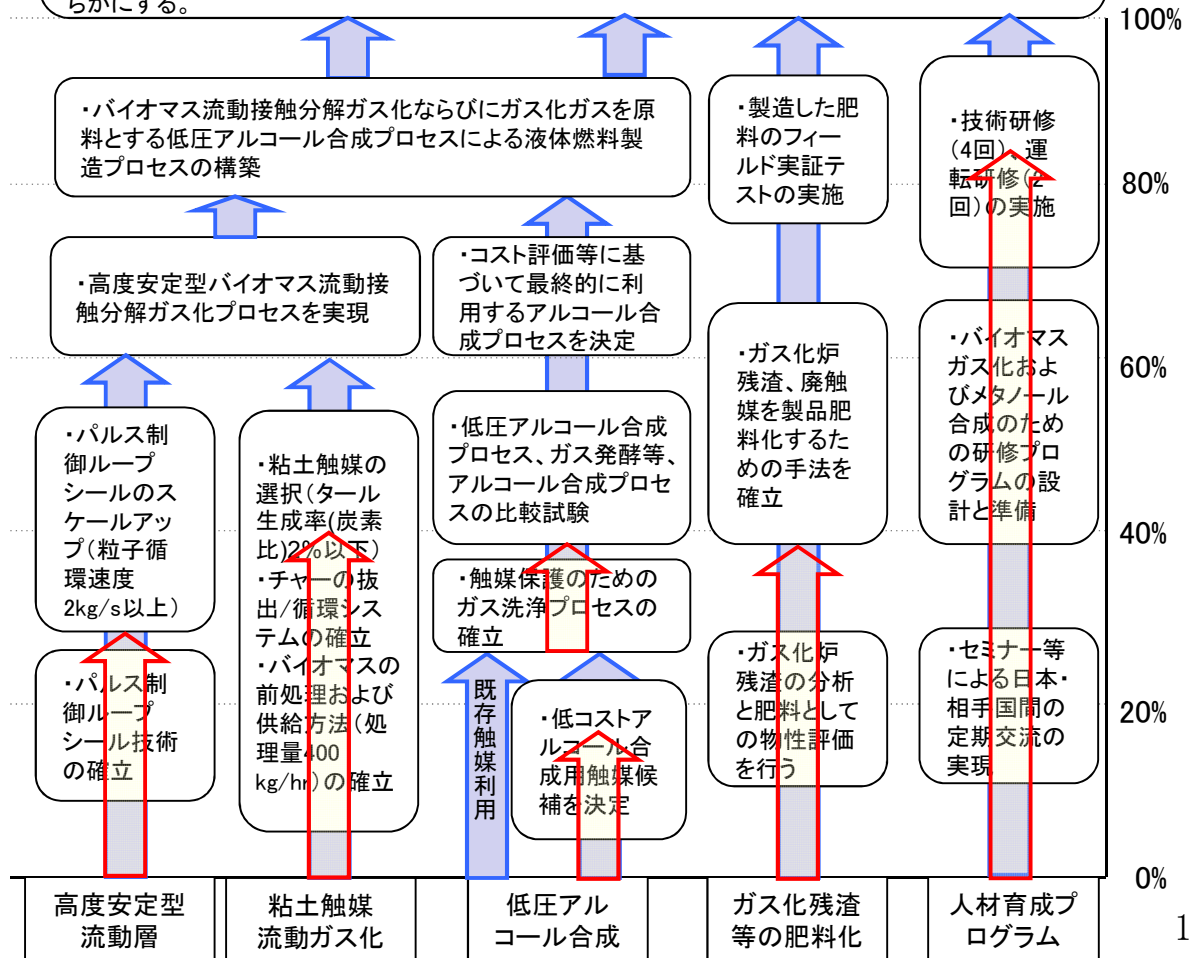 らかにする。
100%
・バイオマス流動接触分解ガス化ならびにガス化ガスを原
料とする低圧アルコール合成プロセスによる液体燃料製
造プロセスの構築
・製造した肥
料のフィー
ルド実証テ
ストの実施
・技術研修
(4回)、運
転研修(2
回)の実施
80%
・高度安定型バイオマス流動接
触分解ガス化プロセスを実現
・コスト評価等に基
づいて最終的に利
用するアルコール合
成プロセスを決定
60%
・パルス制
御ループ
シールのス
ケールアッ
プ(粒子循
環速度
2kg/s以上)
・粘土触媒の
選択(タール
生成率(炭素
比)2%以下)
・チャーの抜
出/循環シス
テムの確立
・バイオマスの
前処理および
供給方法(処
理量400
kg/hr)の確立
・低圧アルコール合成
プロセス、ガス発酵等、
アルコール合成プロセ
スの比較試験
・ガス化炉
残渣、廃触
媒を製品肥
料化するた
めの手法を
確立
・バイオマス
ガス化およ
びメタノール
合成のため
の研修プロ
グラムの設
計と準備
40%
・触媒保護のための
ガス洗浄プロセスの
確立
・パルス制
御ループ
シール技術
の確立
既存触媒利用
・低コストア
ルコール合
成用触媒候
補を決定
・ガス化炉
残渣の分析
と肥料として
の物性評価
を行う
・セミナー等
による日本・
相手国間の
定期交流の
実現
20%
0%
高度安定型
流動層
粘土触媒
流動ガス化
低圧アル
コール合成
ガス化残渣
等の肥料化
人材育成プ
ログラム
1